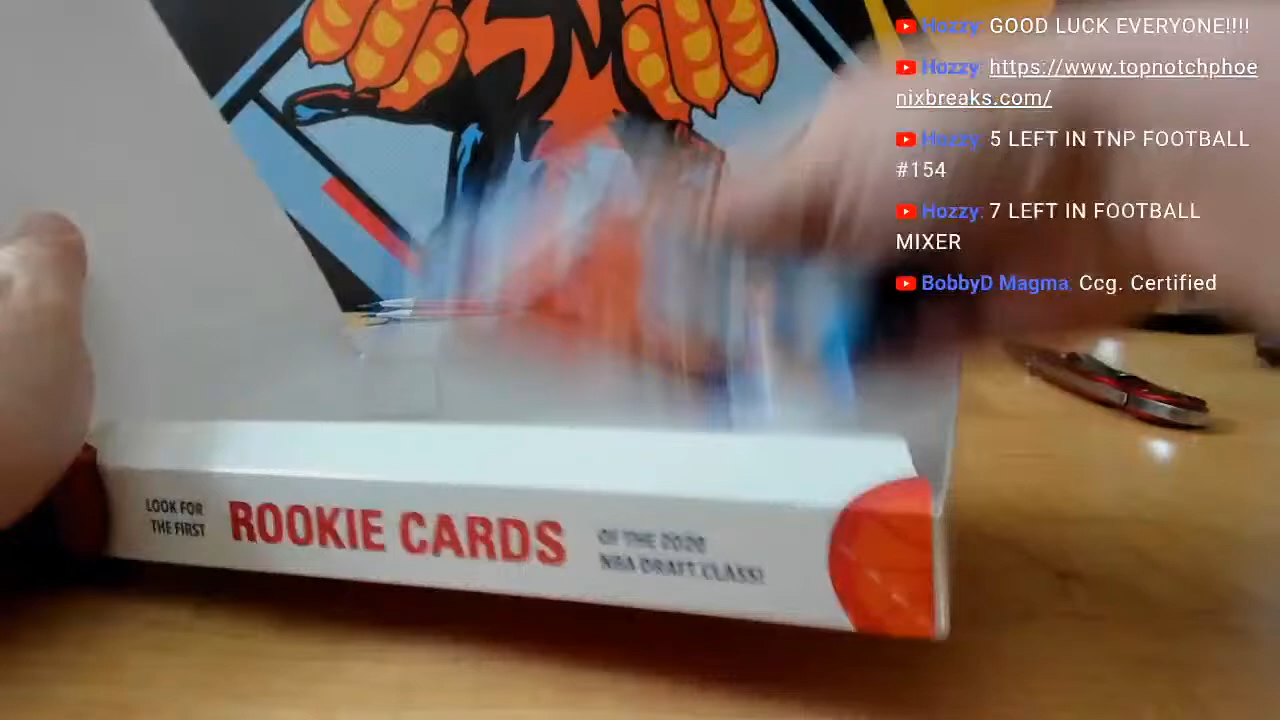 Hozzy: GOOD LUCK EVERYONE!!!!
Hozzy: https://www.topnotchphoe
nixbreaks.com/
Hozzy: 5 LEFT IN TNP FOOTBALL
#154
Hozzy: 7 LEFT IN FOOTBALL
MIXER
BobbyD Magma: Ccg. Certified
LOOK FOR
THE FIRST
ROOKIE CARDS
OF THE 2020
NBA DRAFT CLASS!